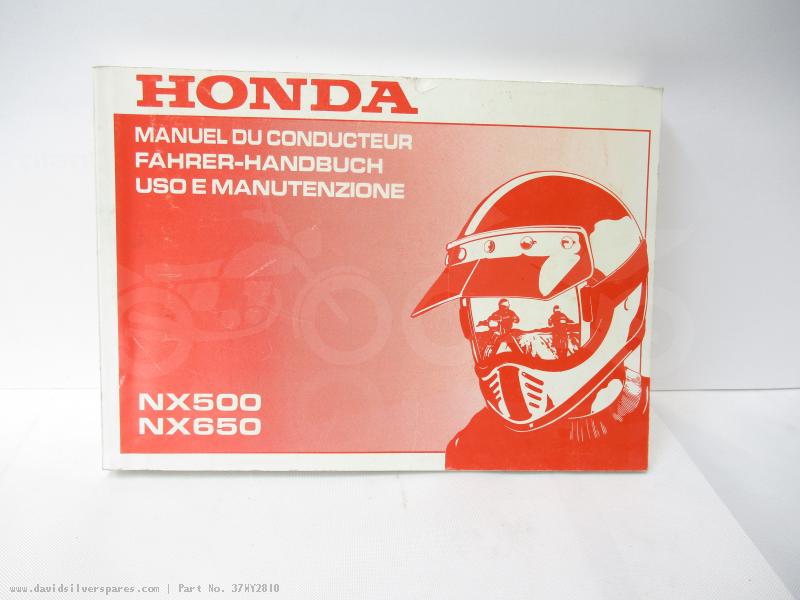 HONDA
MANUEL DU CONDUCTEUR
FAHRER-HANDBUCH
USO E MANUTENZIONE
NX500
NX650
www.davidsilverspares.com | Part No. 37MY2810